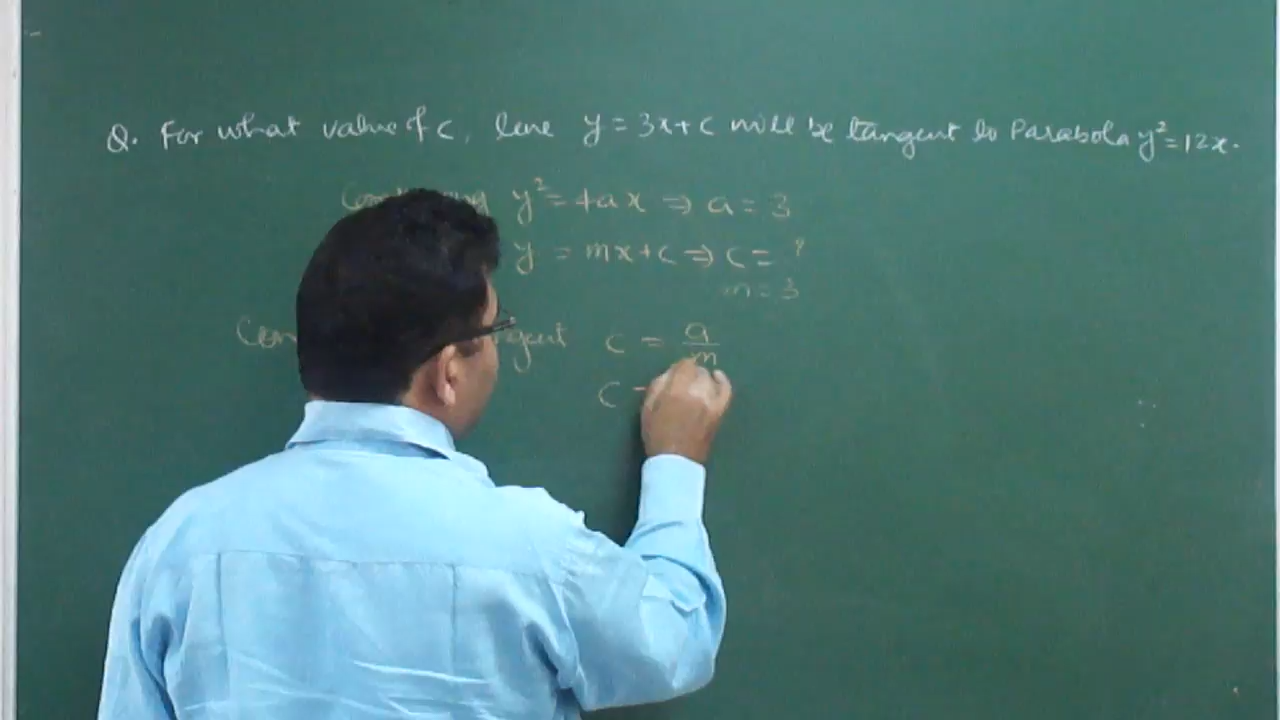 Q. For what value of c, line y = 3x + c will be tangent to Parabola y² = 12x.
y² = 4ax ⇒ a = 3
y = mx + c ⇒ c = ?
m = 3
c = a/m
c